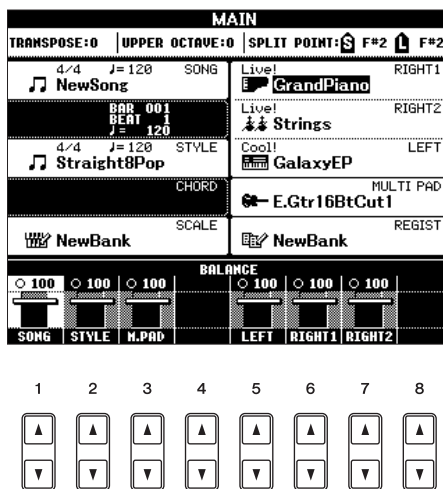 MAIN
TRANSPOSE:0 UPPER OCTAVE:0 SPLIT POINT: S F#2 L F#2
4/4 ♩=120 SONG
NewSong
BAR 001
BEAT 1
♩= 120
4/4 ♩=120 STYLE
Straight8Pop
CHORD
SCALE
NewBank
Live! RIGHT1
GrandPiano
Live! RIGHT2
Strings
Cool! LEFT
GalaxyEP
MULTI PAD
E.Gtr16BtCut1
REGIST
NewBank
BALANCE
100 100 100 100 100 100
SONG STYLE M.PAD LEFT RIGHT1 RIGHT2
1 2 3 4 5 6 7 8